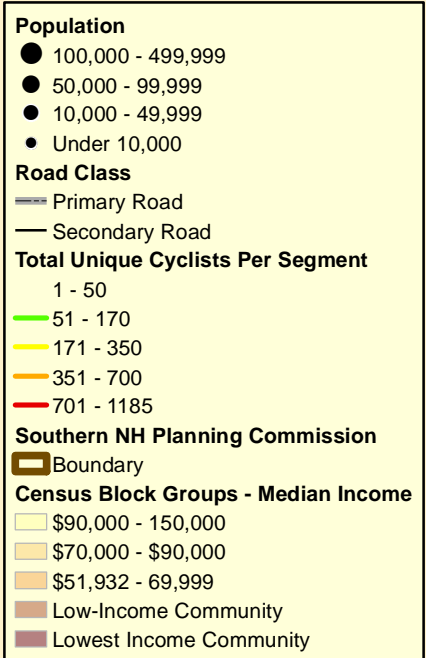 Population
100,000 - 499,999
50,000 - 99,999
10,000 - 49,999
Under 10,000
Road Class
Primary Road
Secondary Road
Total Unique Cyclists Per Segment
1 - 50
51 - 170
171 - 350
351 - 700
701 - 1185
Southern NH Planning Commission
Boundary
Census Block Groups - Median Income
$90,000 - 150,000
$70,000 - $90,000
$51,932 - 69,999
Low-Income Community
Lowest Income Community